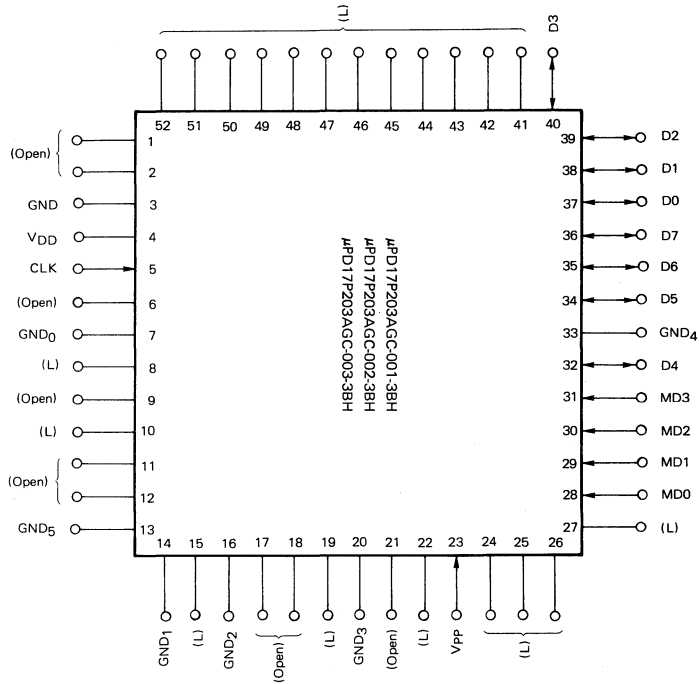 (L)
D3
52 51 50 49 48 47 46 45 44 43 42 41 40
(Open)
1
2
GND 3
VDD 4
CLK 5
(Open) 6
GND0 7
(L) 8
(Open) 9
(L) 10
(Open)
11
12
GND5 13
μPD17P203AGC-001-3BH
μPD17P203AGC-002-3BH
μPD17P203AGC-003-3BH
39 D2
38 D1
37 D0
36 D7
35 D6
34 D5
33 GND4
32 D4
31 MD3
30 MD2
29 MD1
28 MD0
27 (L)
14 15 16 17 18 19 20 21 22 23 24 25 26
GND1
(L)
GND2
(Open)
(L)
GND3
(Open)
(L)
VPP
(L)